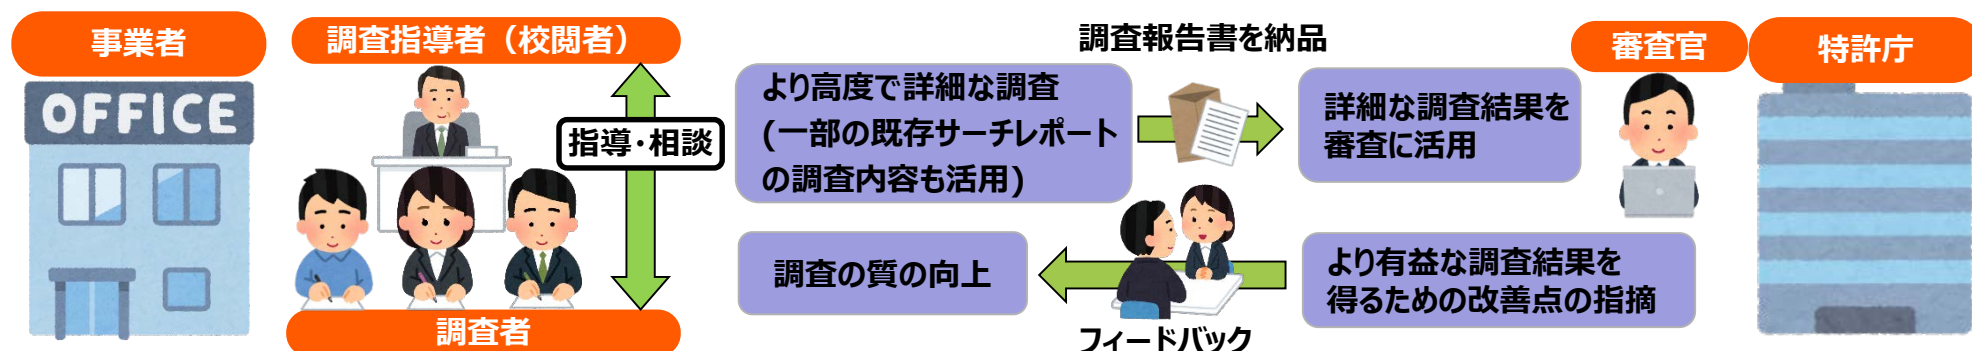 事業者
OFFICE
調査指導者（校閲者）
指導・相談
調査者
より高度で詳細な調査
(一部の既存サーチレポート
の調査内容も活用)
調査報告書を納品
詳細な調査結果を
審査に活用
審査官
特許庁
より有益な調査結果を
得るための改善点の指摘
フィードバック
調査の質の向上